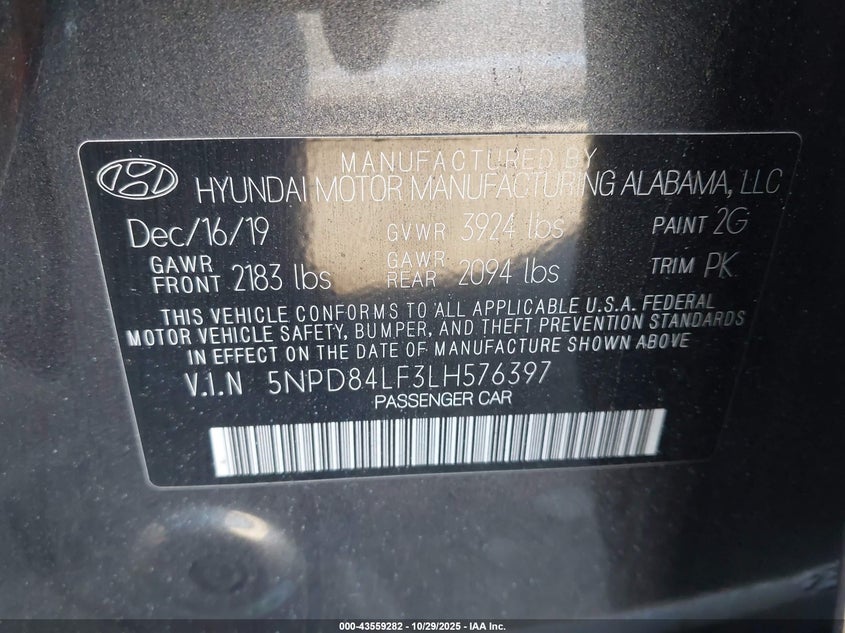 MANUFACTURED BY
HYUNDAI MOTOR MANUFACTURING ALABAMA, LLC
Dec/16/19 GVWR 3924 lbs PAINT 2G
GAWR FRONT 2183 lbs GAWR REAR 2094 lbs TRIM PK
THIS VEHICLE CONFORMS TO ALL APPLICABLE U.S.A. FEDERAL
MOTOR VEHICLE SAFETY, BUMPER, AND THEFT PREVENTION STANDARDS
IN EFFECT ON THE DATE OF MANUFACTURE SHOWN ABOVE
V.I.N 5NPD84LF3LH576397
PASSENGER CAR
000-43559282 - 10/29/2025 - IAA Inc.